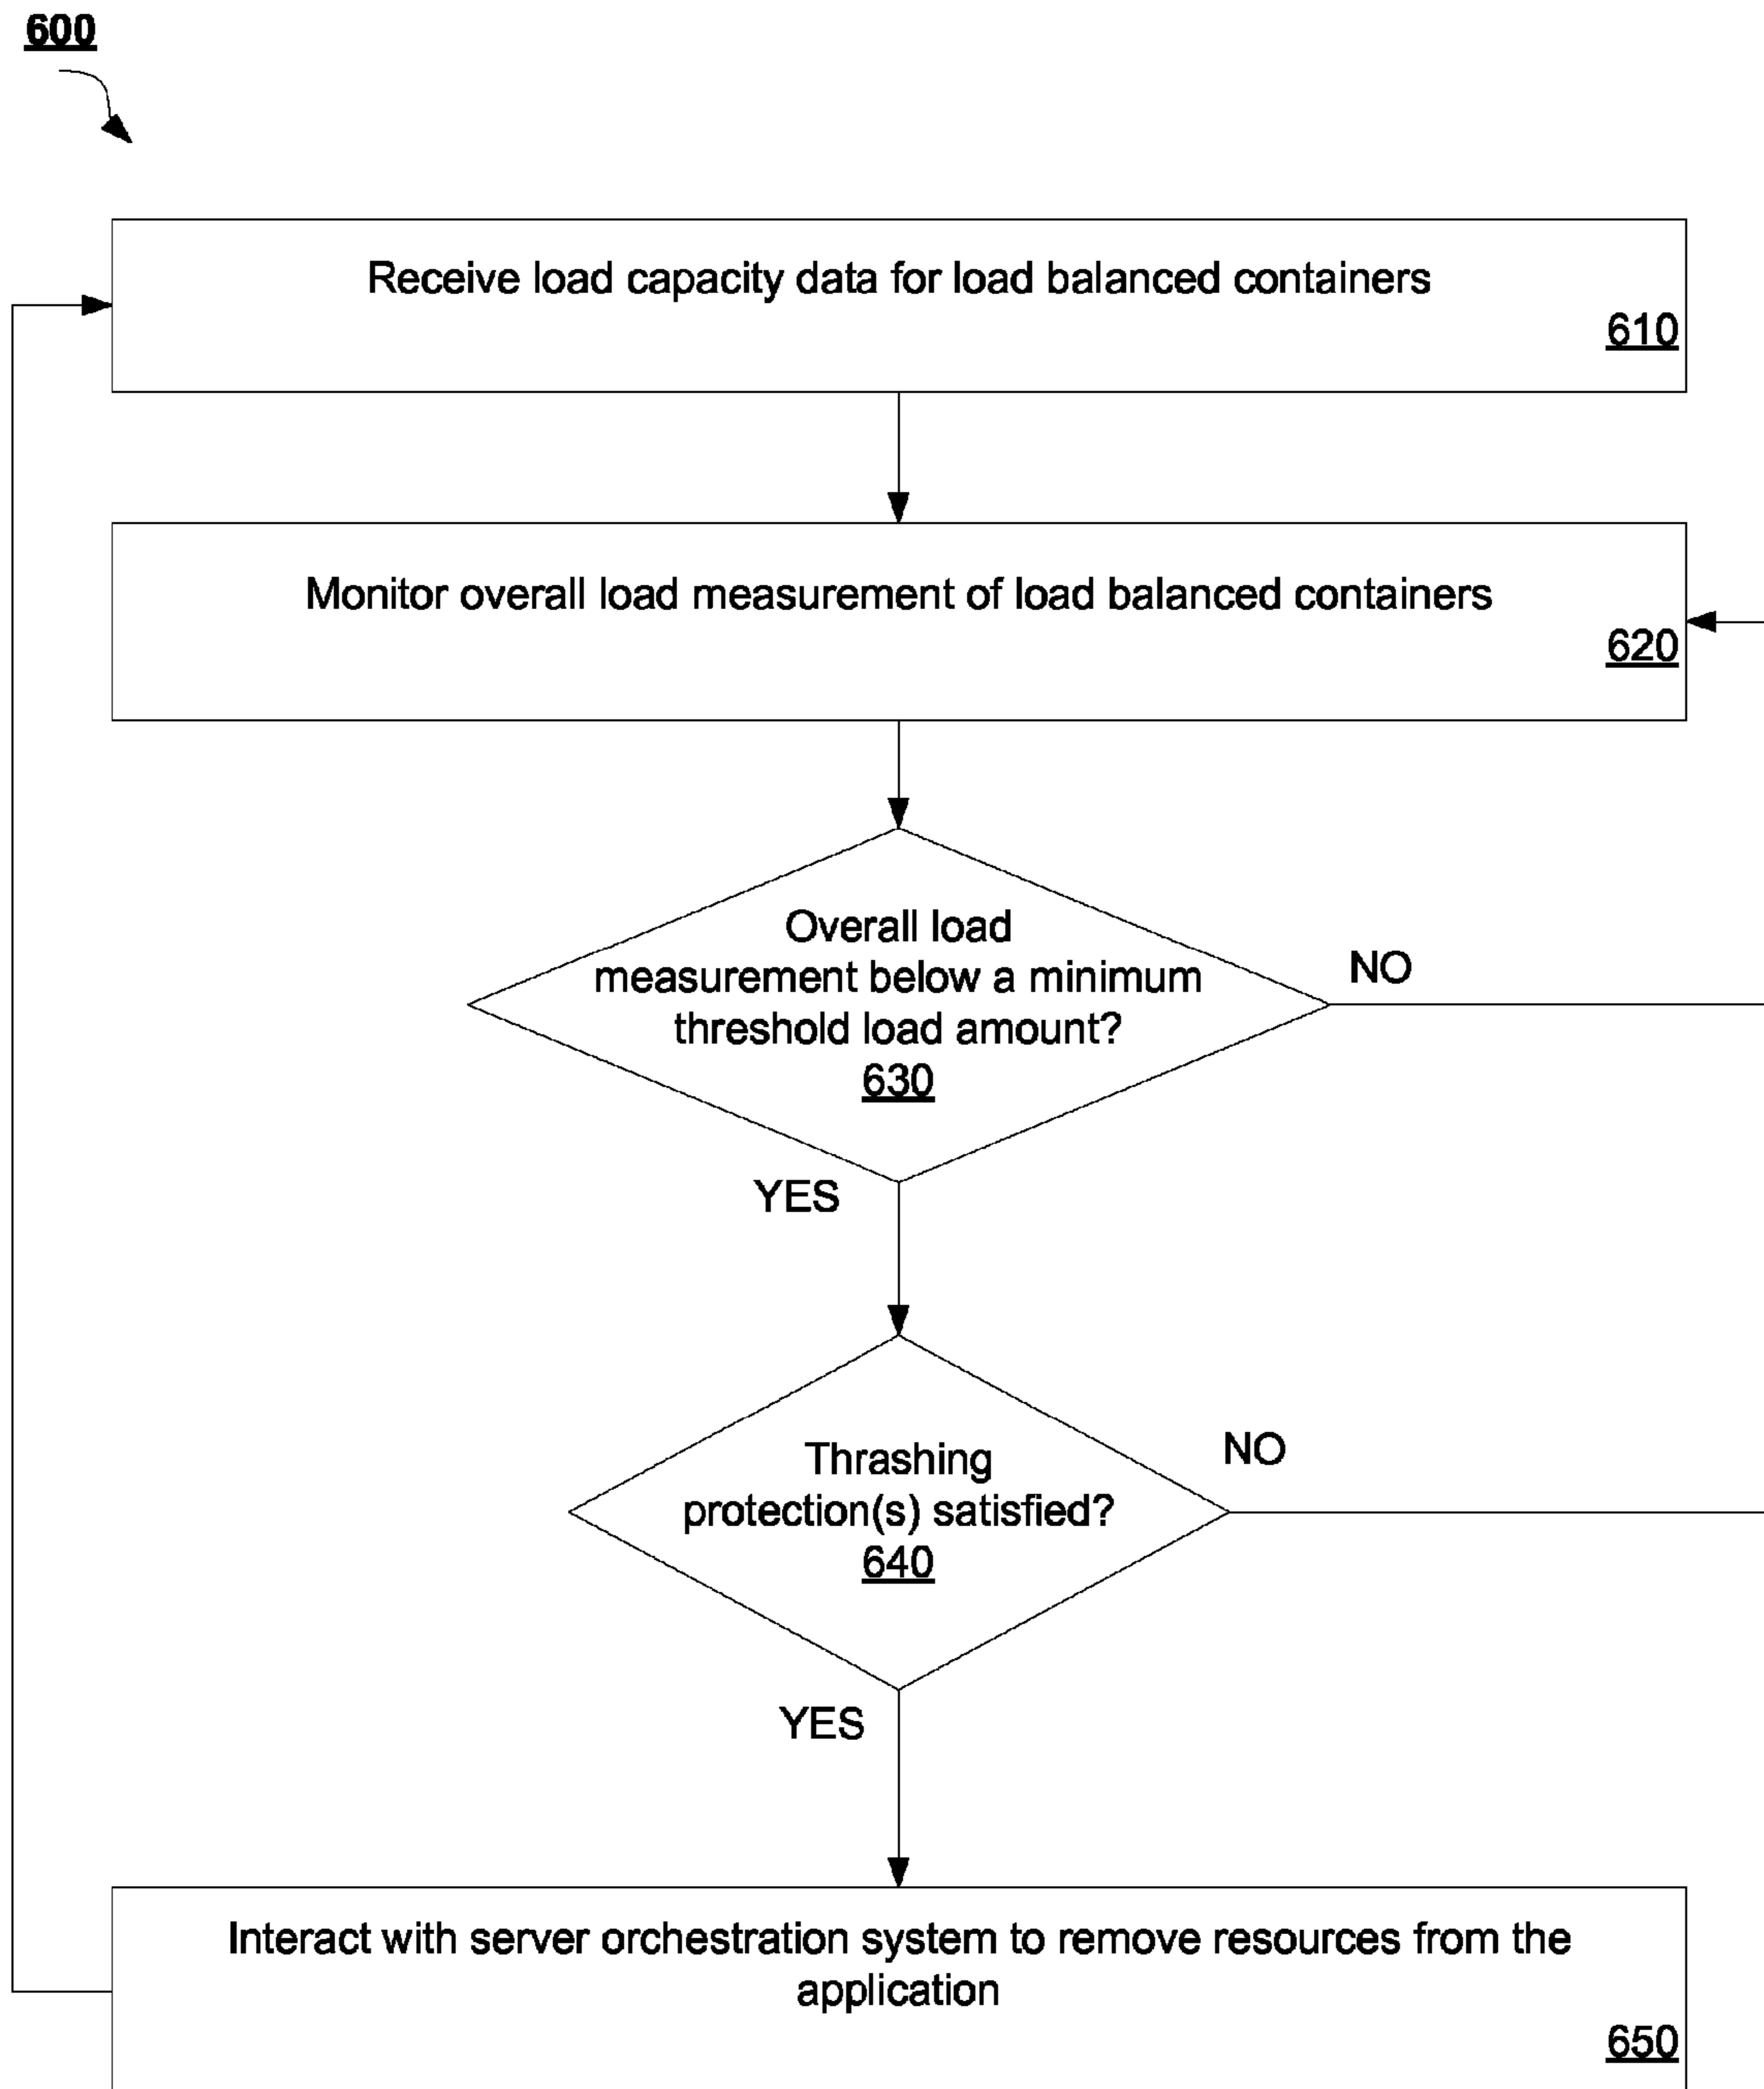 600
Receive load capacity data for load balanced containers
610
Monitor overall load measurement of load balanced containers
620
Overall load
measurement below a minimum
threshold load amount?
630
NO
YES
Thrashing
protection(s) satisfied?
640
NO
YES
Interact with server orchestration system to remove resources from the
application
650